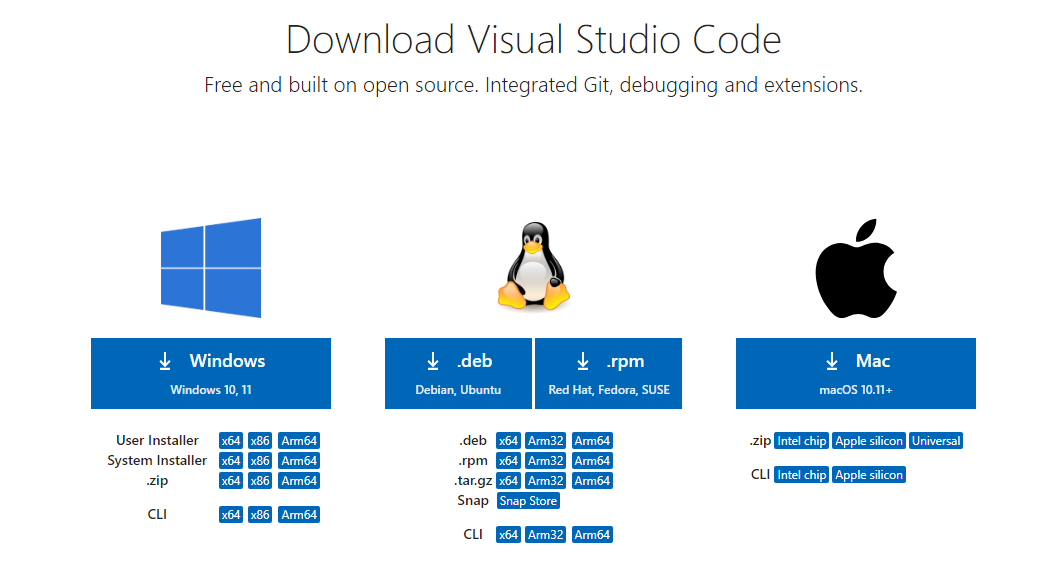 Download Visual Studio Code
Free and built on open source. Integrated Git, debugging and extensions.
Windows
Windows 10, 11
User Installer x64 x86 Arm64
System Installer x64 x86 Arm64
.zip x64 x86 Arm64
CLI x64 x86 Arm64
.deb
Debian, Ubuntu
.rpm
Red Hat, Fedora, SUSE
.deb x64 Arm32 Arm64
.rpm x64 Arm32 Arm64
.tar.gz x64 Arm32 Arm64
Snap Snap Store
CLI x64 Arm32 Arm64
Mac
macOS 10.11+
.zip Intel chip Apple silicon Universal
CLI Intel chip Apple silicon